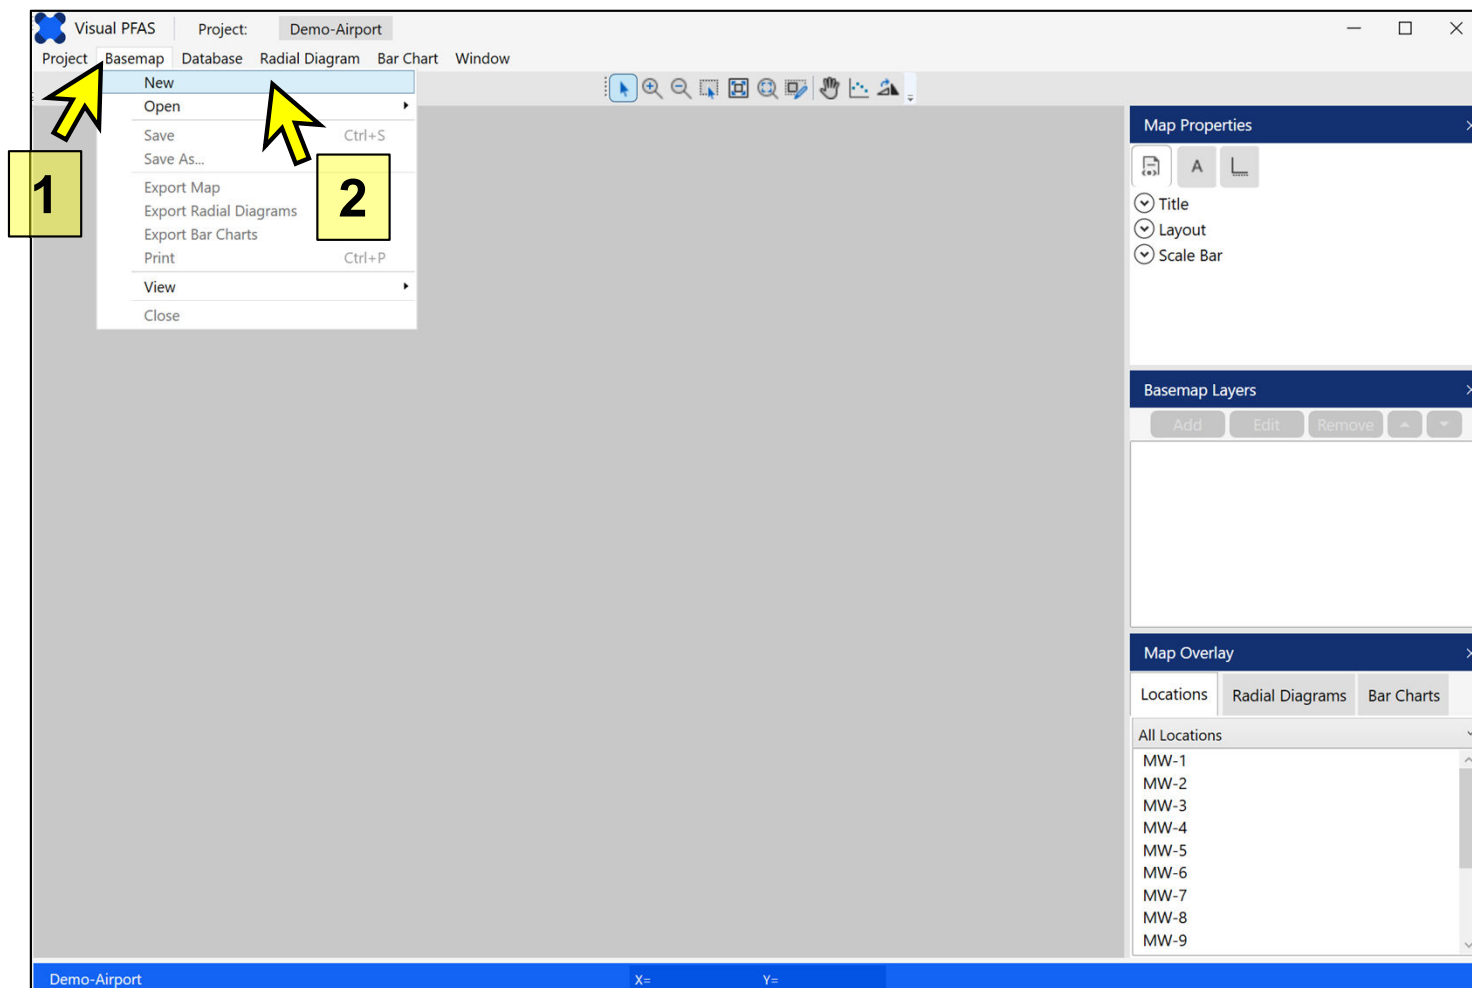 Visual PFAS Project: Demo-Airport
Project Basemap Database Radial Diagram Bar Chart Window
New
Open
Save Ctrl+S
Save As...
Export Map
Export Radial Diagrams
Export Bar Charts
Print Ctrl+P
View
Close
1
2
Map Properties
A
Title
Layout
Scale Bar
Basemap Layers
Add Edit Remove
Map Overlay
Locations Radial Diagrams Bar Charts
All Locations
MW-1
MW-2
MW-3
MW-4
MW-5
MW-6
MW-7
MW-8
MW-9
Demo-Airport X= Y=